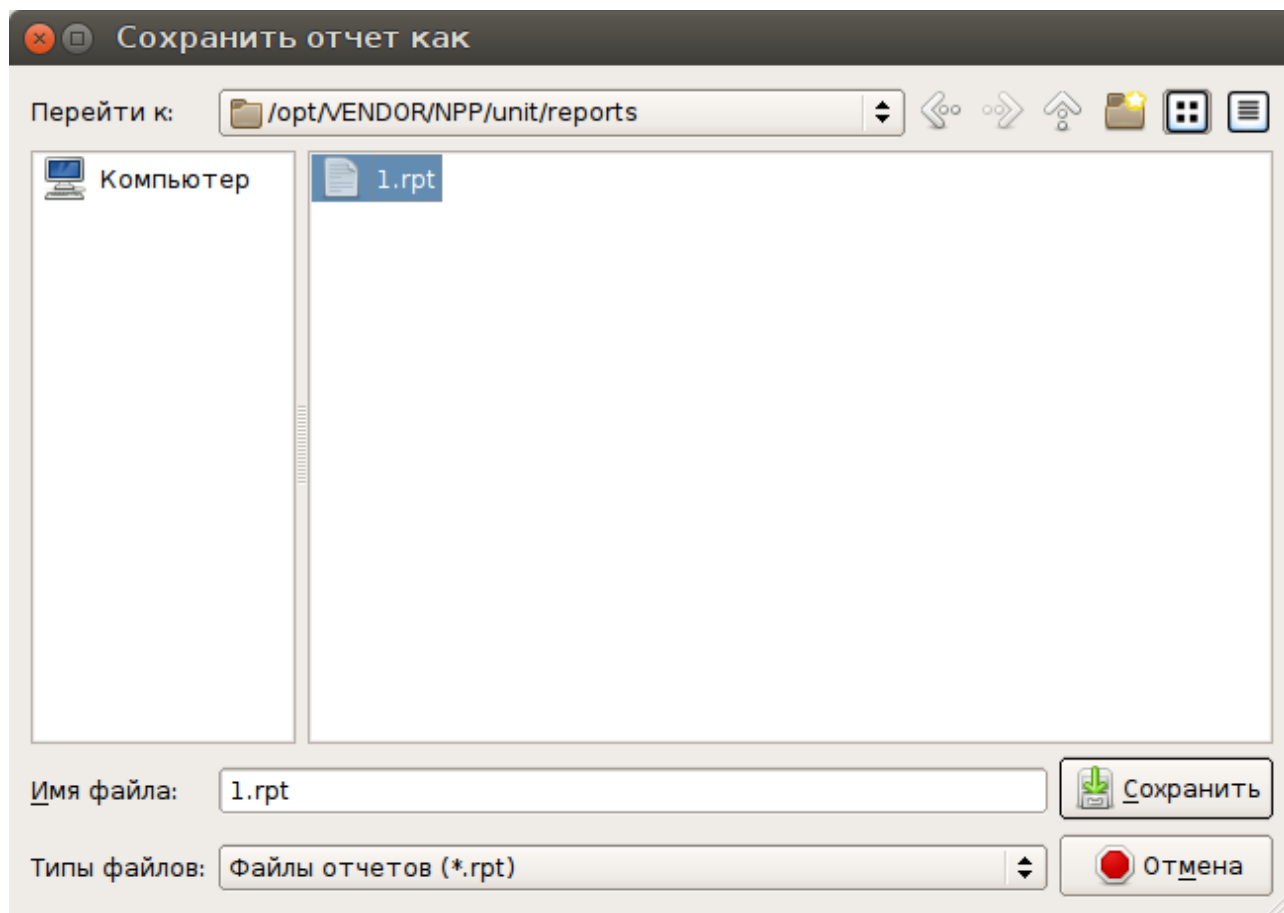 Сохранить отчет как
Перейти к: /opt/VENDOR/NPP/unit/reports
Компьютер
1.rpt
Имя файла: 1.rpt
Сохранить
Типы файлов: Файлы отчетов (*.rpt)
Отмена